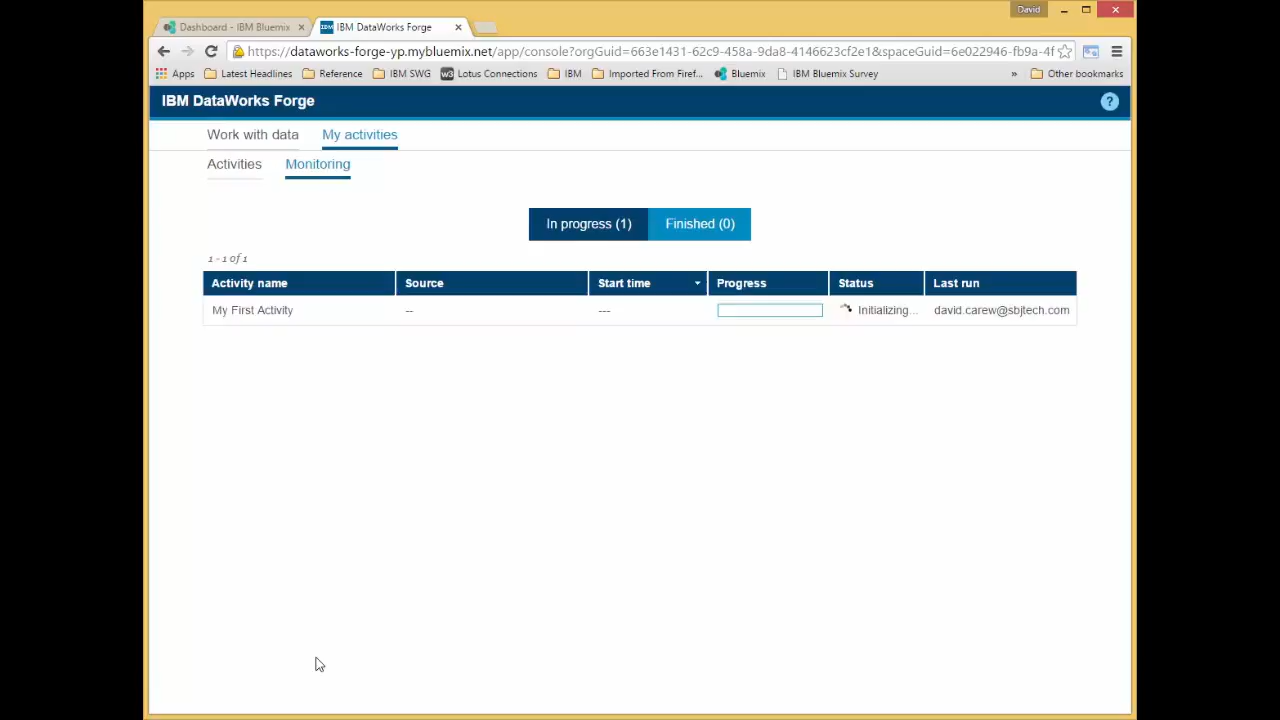 David
Dashboard - IBM Bluemix
IBM IBM DataWorks Forge
https://dataworks-forge-yp.mybluemix.net/app/console?orgGuid=663e1431-62c9-458a-9da8-4146623cf2e1&spaceGuid=6e022946-fb9a-4f
Apps Latest Headlines Reference IBM SWG w3 Lotus Connections IBM Imported From Firef... Bluemix IBM Bluemix Survey » Other bookmarks
IBM DataWorks Forge ?
Work with data My activities
Activities Monitoring
In progress (1) Finished (0)
1 - 1 of 1
Activity name Source Start time Progress Status Last run
My First Activity -- --- Initializing... david.carew@sbjtech.com